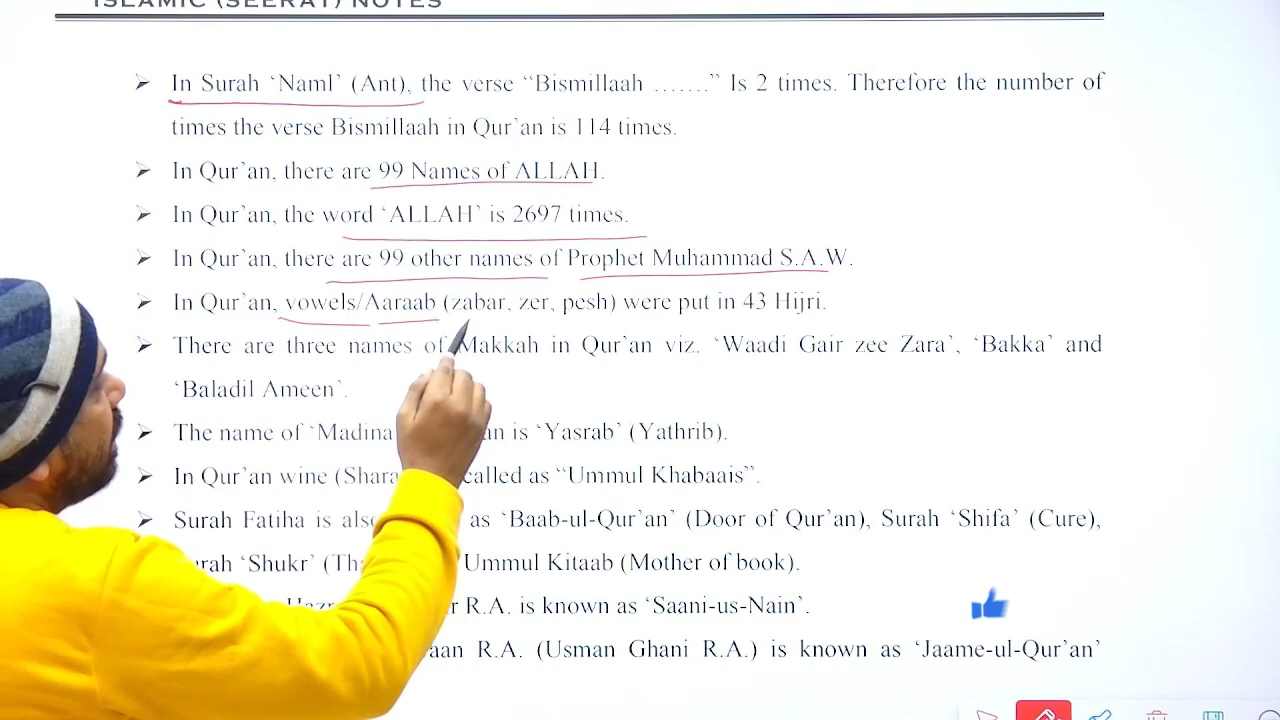 ISLAMIC (SEERAT) NOTES
➢ In Surah ‘Naml’ (Ant), the verse “Bismillaah …….” Is 2 times. Therefore the number of
times the verse Bismillaah in Qur’an is 114 times.
➢ In Qur’an, there are 99 Names of ALLAH.
➢ In Qur’an, the word ‘ALLAH’ is 2697 times.
➢ In Qur’an, there are 99 other names of Prophet Muhammad S.A.W.
➢ In Qur’an, vowels/Aaraab (zabar, zer, pesh) were put in 43 Hijri.
➢ There are three names of Makkah in Qur’an viz. ‘Waadi Gair zee Zara’, ‘Bakka’ and
‘Baladil Ameen’.
➢ The name of ‘Madina is ‘Yasrab’ (Yathrib).
➢ In Qur’an wine called as “Ummul Khabaais”.
➢ Surah Fatiha is as ‘Baab-ul-Qur’an’ (Door of Qur’an), Surah ‘Shifa’ (Cure),
‘Shukr’ ‘Ummul Kitaab (Mother of book).
R.A. is known as ‘Saani-us-Nain’.
R.A. (Usman Ghani R.A.) is known as ‘Jaame-ul-Qur’an’